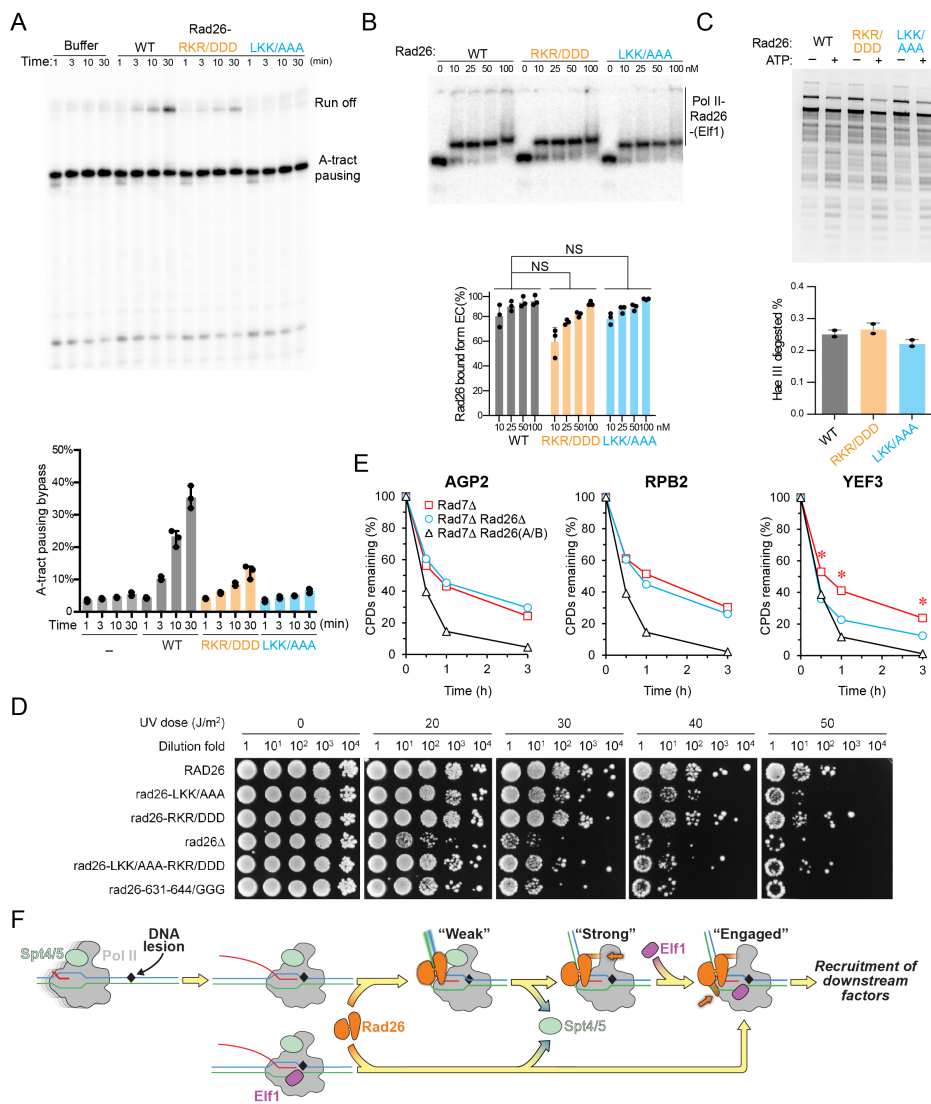 A
Rad26-
Buffer WT RKR/DDD LKK/AAA
Time: 1 3 10 30 1 3 10 30 1 3 10 30 1 3 10 30 (min)
Run off
A-tract
pausing
A-tract pausing bypass
50%
40%
30%
20%
10%
0%
Time 1 3 10 30 1 3 10 30 1 3 10 30 1 3 10 30 (min)
– WT RKR/DDD LKK/AAA
B
Rad26: WT RKR/DDD LKK/AAA
0 10 25 50 100 0 10 25 50 100 0 10 25 50 100 nM
Pol II-
Rad26
-(Elf1)
NS
NS
Rad26 bound form EC(%)
100
80
60
40
20
0
10 25 50 100 10 25 50 100 10 25 50 100 nM
WT RKR/DDD LKK/AAA
C
Rad26: WT RKR/DDD LKK/AAA
ATP: – + – + – +
Hae III degested %
0.4
0.3
0.2
0.1
0.0
WT RKR/DDD LKK/AAA
E
AGP2
CPDs remaining (%)
100
80
60
40
20
0
Rad7Δ
Rad7Δ Rad26Δ
Rad7Δ Rad26(A/B)
0 1 2 3
Time (h)
RPB2
CPDs remaining (%)
100
80
60
40
20
0
0 1 2 3
Time (h)
YEF3
CPDs remaining (%)
100
80
60
40
20
0
* * *
0 1 2 3
Time (h)
D
UV dose (J/m²) 0 20 30 40 50
Dilution fold 1 10¹ 10² 10³ 10⁴ 1 10¹ 10² 10³ 10⁴ 1 10¹ 10² 10³ 10⁴ 1 10¹ 10² 10³ 10⁴ 1 10¹ 10² 10³ 10⁴
RAD26
rad26-LKK/AAA
rad26-RKR/DDD
rad26Δ
rad26-LKK/AAA-RKR/DDD
rad26-631-644/GGG
F
Spt4/5 Pol II
DNA
lesion
"Weak"
"Strong"
Elf1
"Engaged"
Recruitment of
downstream
factors
Rad26
Spt4/5
Elf1